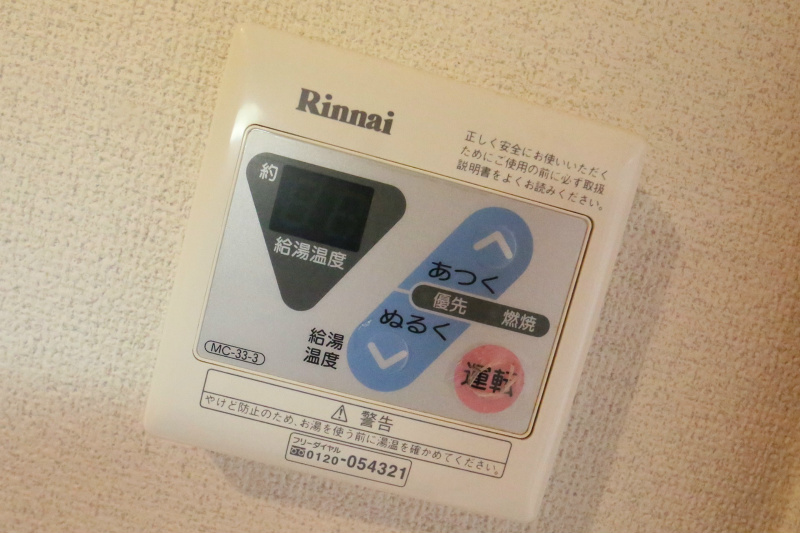 Rinnai
正しく安全にお使いいただく
ためにご使用の前に必ず取扱
説明書をよくお読みください。
約
給湯温度
あつく
優先 燃焼
ぬるく
給湯
温度
運転
MC-33-3
⚠ 警告
やけど防止のため、お湯を使う前に湯温を確かめてください。
フリーダイヤル
0120-054321